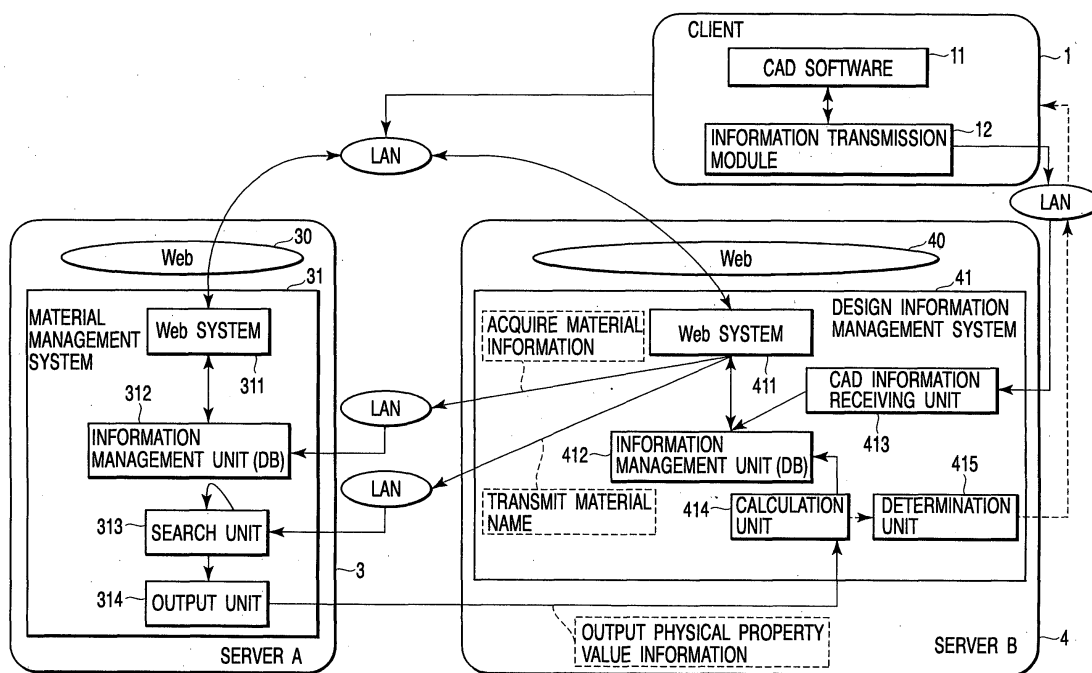 CLIENT
11
1
CAD SOFTWARE
12
INFORMATION TRANSMISSION
MODULE
LAN
LAN
30
Web
31
MATERIAL
MANAGEMENT
SYSTEM
Web SYSTEM
311
312
INFORMATION
MANAGEMENT UNIT (DB)
313
SEARCH UNIT
314
OUTPUT UNIT
SERVER A
3
LAN
LAN
40
Web
41
DESIGN INFORMATION
MANAGEMENT SYSTEM
ACQUIRE MATERIAL
INFORMATION
Web SYSTEM
411
CAD INFORMATION
RECEIVING UNIT
413
412
INFORMATION
MANAGEMENT UNIT (DB)
TRANSMIT MATERIAL
NAME
414
CALCULATION
UNIT
415
DETERMINATION
UNIT
OUTPUT PHYSICAL PROPERTY
VALUE INFORMATION
SERVER B
4